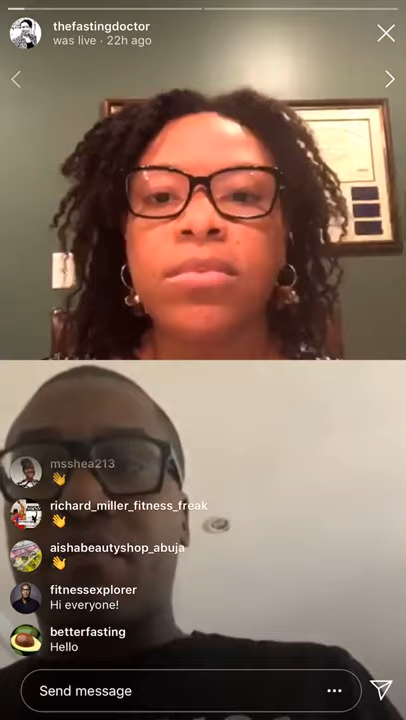 thefastingdoctor
was live · 22h ago
msshea213
👋
richard_miller_fitness_freak
👋
aishabeautyshop_abuja
👋
fitnessexplorer
Hi everyone!
betterfasting
Hello
Send message